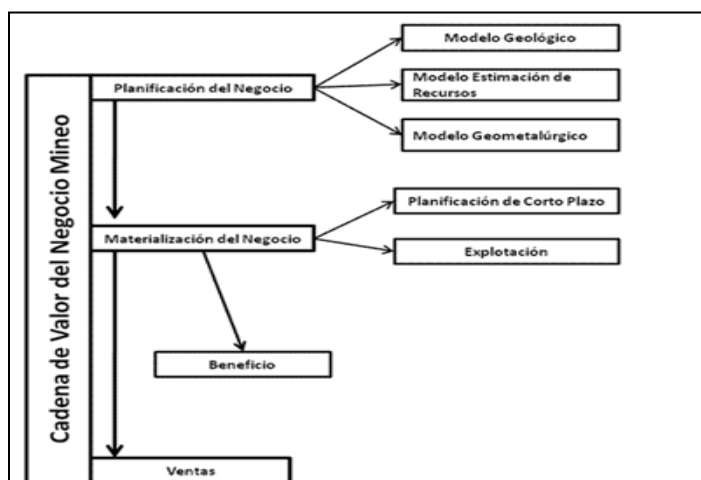 Cadena de Valor del Negocio Mineo
Planificación del Negocio
Modelo Geológico
Modelo Estimación de
Recursos
Modelo Geometalúrgico
Materialización del Negocio
Planificación de Corto Plazo
Explotación
Beneficio
Ventas